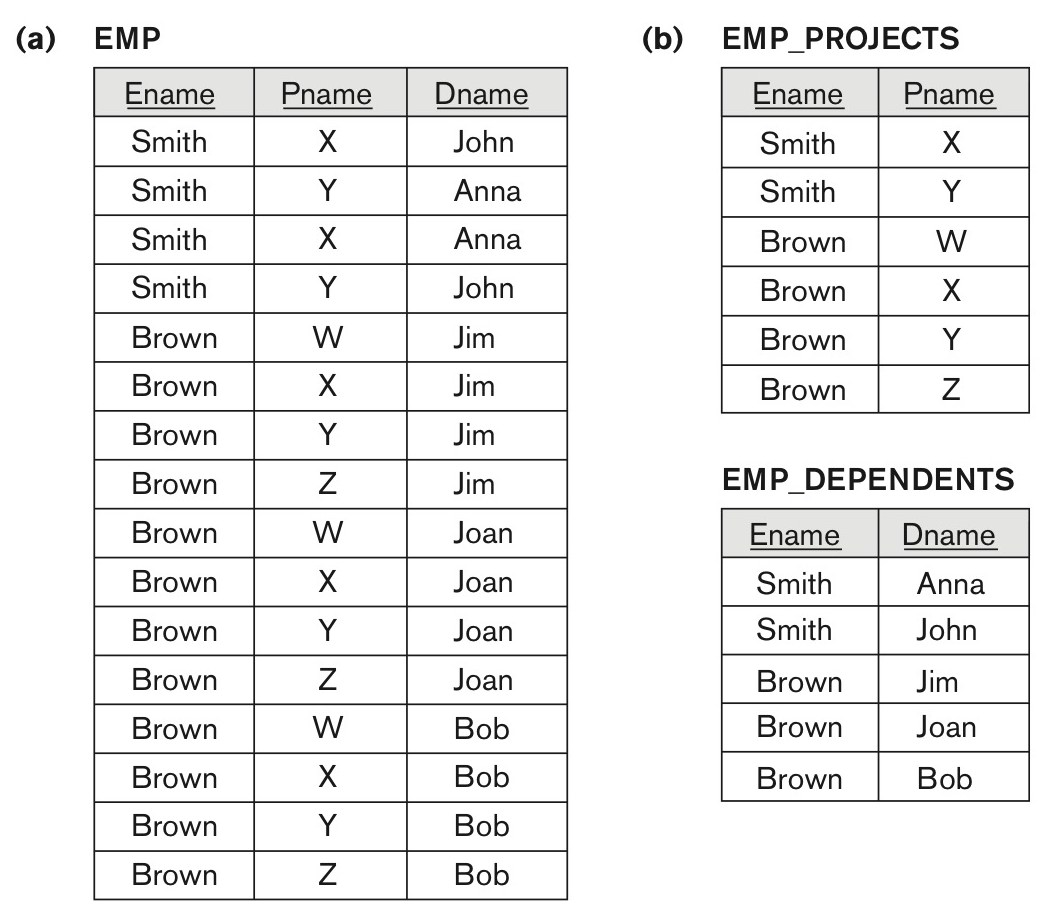 (a) EMP
Ename Pname Dname
Smith X John
Smith Y Anna
Smith X Anna
Smith Y John
Brown W Jim
Brown X Jim
Brown Y Jim
Brown Z Jim
Brown W Joan
Brown X Joan
Brown Y Joan
Brown Z Joan
Brown W Bob
Brown X Bob
Brown Y Bob
Brown Z Bob
(b) EMP_PROJECTS
Ename Pname
Smith X
Smith Y
Brown W
Brown X
Brown Y
Brown Z
EMP_DEPENDENTS
Ename Dname
Smith Anna
Smith John
Brown Jim
Brown Joan
Brown Bob